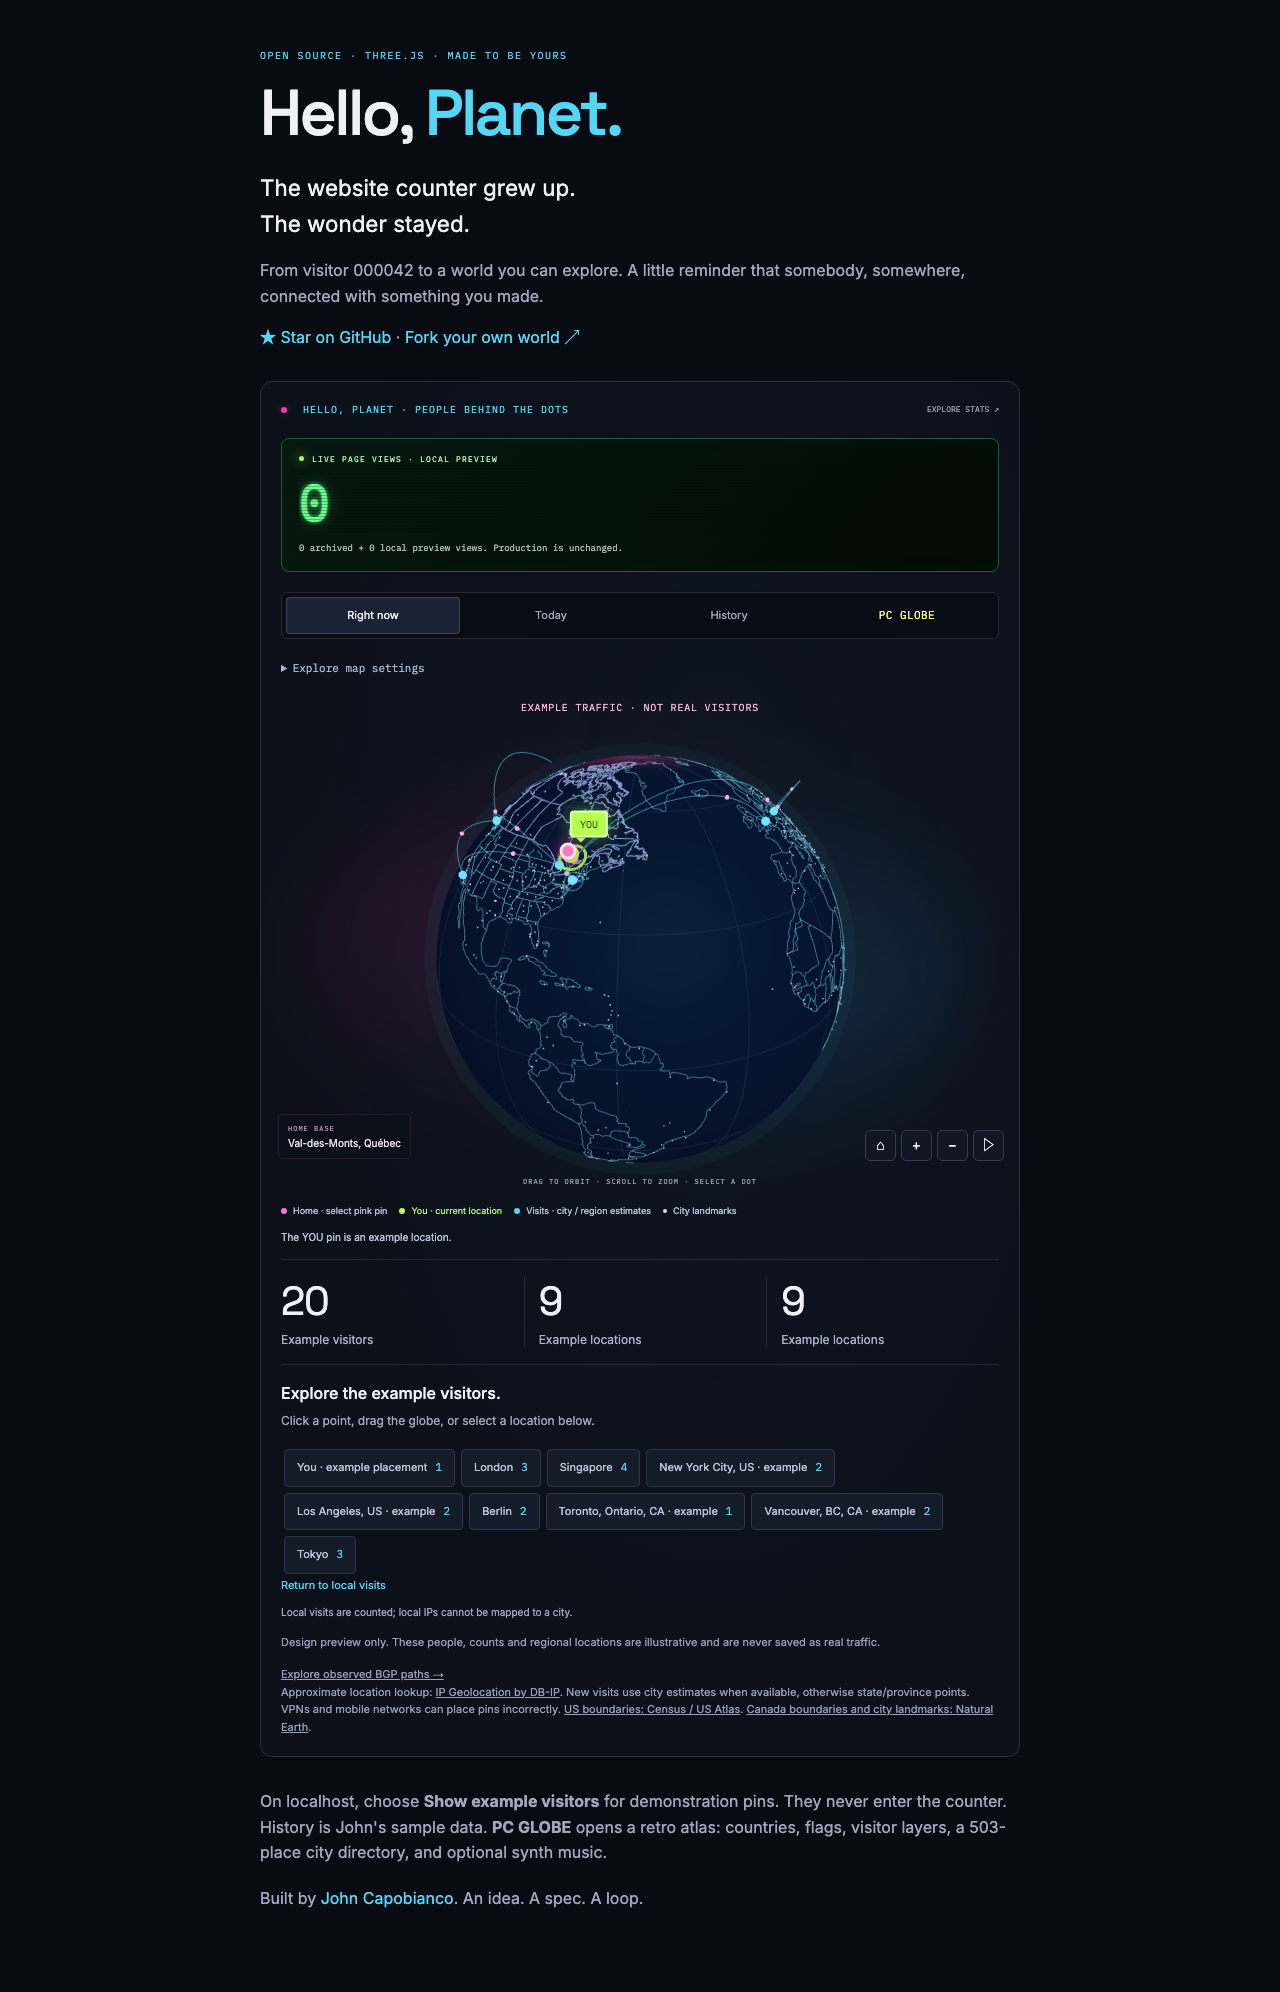 OPEN SOURCE · THREE.JS · MADE TO BE YOURS
Hello, Planet.
The website counter grew up.
The wonder stayed.
From visitor 000042 to a world you can explore. A little reminder that somebody, somewhere,
connected with something you made.
★ Star on GitHub · Fork your own world ↗
HELLO, PLANET · PEOPLE BEHIND THE DOTS
EXPLORE STATS ↗
LIVE PAGE VIEWS · LOCAL PREVIEW
0
0 archived + 0 local preview views. Production is unchanged.
Right now
Today
History
PC GLOBE
▶ Explore map settings
EXAMPLE TRAFFIC · NOT REAL VISITORS
YOU
HOME BASE
Val-des-Monts, Québec
⌂ + − ▷
DRAG TO ORBIT · SCROLL TO ZOOM · SELECT A DOT
Home · select pink pin
You · current location
Visits · city / region estimates
City landmarks
The YOU pin is an example location.
20
Example visitors
9
Example locations
9
Example locations
Explore the example visitors.
Click a point, drag the globe, or select a location below.
You · example placement 1
London 3
Singapore 4
New York City, US · example 2
Los Angeles, US · example 2
Berlin 2
Toronto, Ontario, CA · example 1
Vancouver, BC, CA · example 2
Tokyo 3
Return to local visits
Local visits are counted; local IPs cannot be mapped to a city.
Design preview only. These people, counts and regional locations are illustrative and are never saved as real traffic.
Explore observed BGP paths →
Approximate location lookup: IP Geolocation by DB-IP. New visits use city estimates when available, otherwise state/province points.
VPNs and mobile networks can place pins incorrectly. US boundaries: Census / US Atlas. Canada boundaries and city landmarks: Natural
Earth.
On localhost, choose Show example visitors for demonstration pins. They never enter the counter.
History is John's sample data. PC GLOBE opens a retro atlas: countries, flags, visitor layers, a 503-
place city directory, and optional synth music.
Built by John Capobianco. An idea. A spec. A loop.